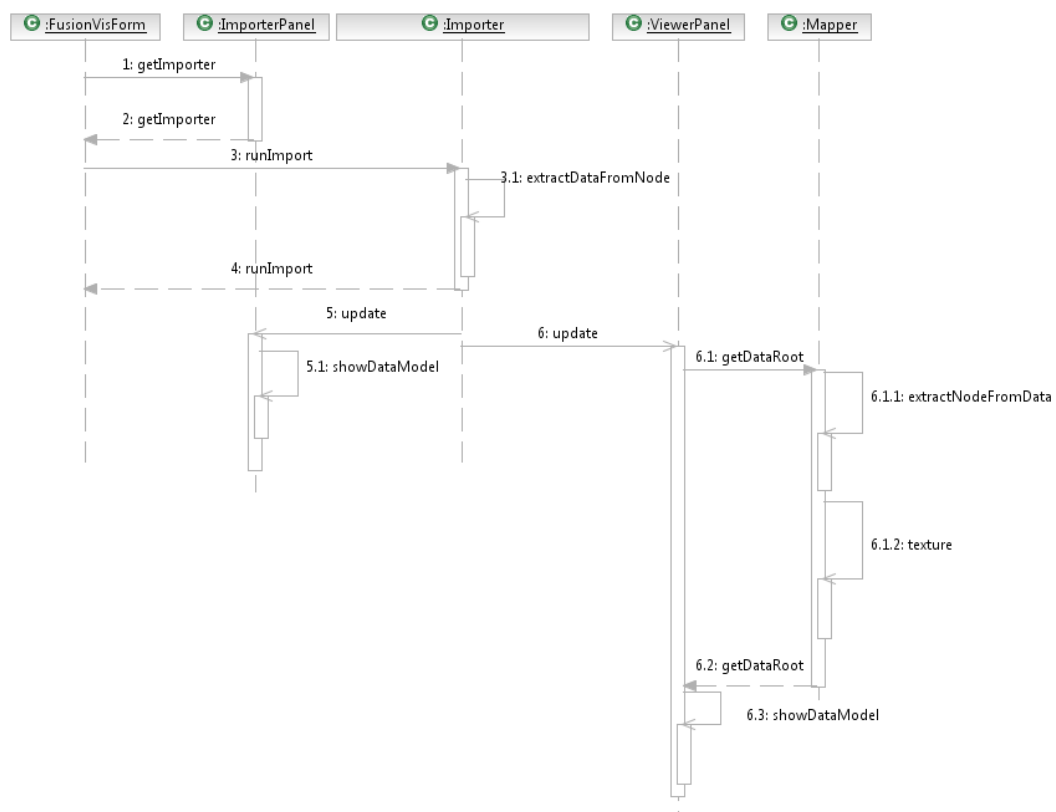 C :FusionVisForm
C :ImporterPanel
C :Importer
C :ViewerPanel
C :Mapper
1: getImporter
2: getImporter
3: runImport
3.1: extractDataFromNode
4: runImport
5: update
6: update
5.1: showDataModel
6.1: getDataRoot
6.1.1: extractNodeFromData
6.1.2: texture
6.2: getDataRoot
6.3: showDataModel